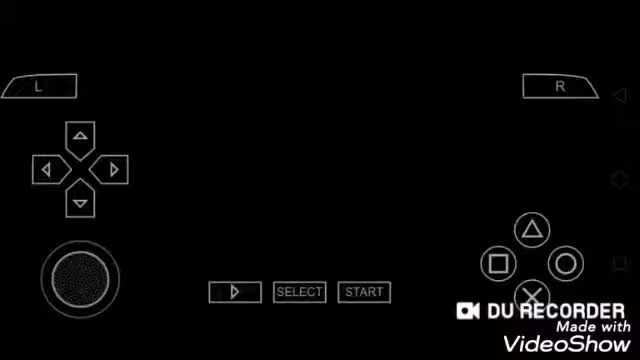 L
R
SELECT
START
DU RECORDER
Made with
VideoShow